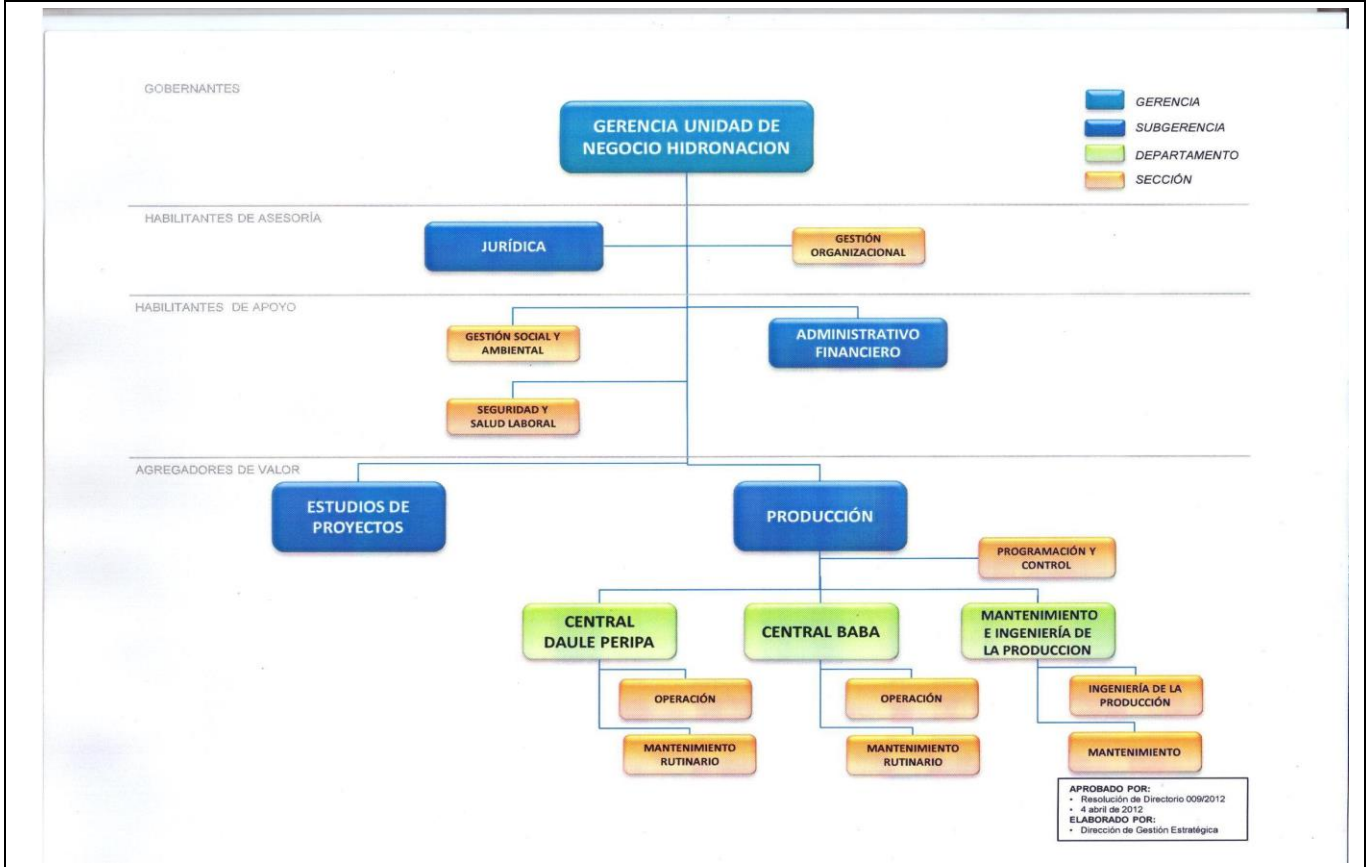 GOBERNANTES
GERENCIA UNIDAD DE
NEGOCIO HIDRONACION
GERENCIA
SUBGERENCIA
DEPARTAMENTO
SECCIÓN
HABILITANTES DE ASESORÍA
JURÍDICA
GESTIÓN
ORGANIZACIONAL
HABILITANTES DE APOYO
GESTIÓN SOCIAL Y
AMBIENTAL
ADMINISTRATIVO
FINANCIERO
SEGURIDAD Y
SALUD LABORAL
AGREGADORES DE VALOR
ESTUDIOS DE
PROYECTOS
PRODUCCIÓN
PROGRAMACIÓN Y
CONTROL
CENTRAL
DAULE PERIPA
CENTRAL BABA
MANTENIMIENTO
E INGENIERÍA DE
LA PRODUCCION
OPERACIÓN
OPERACIÓN
INGENIERÍA DE LA
PRODUCCIÓN
MANTENIMIENTO
RUTINARIO
MANTENIMIENTO
RUTINARIO
MANTENIMIENTO
APROBADO POR:
• Resolución de Directorio 009/2012
• 4 abril de 2012
ELABORADO POR:
• Dirección de Gestión Estratégica